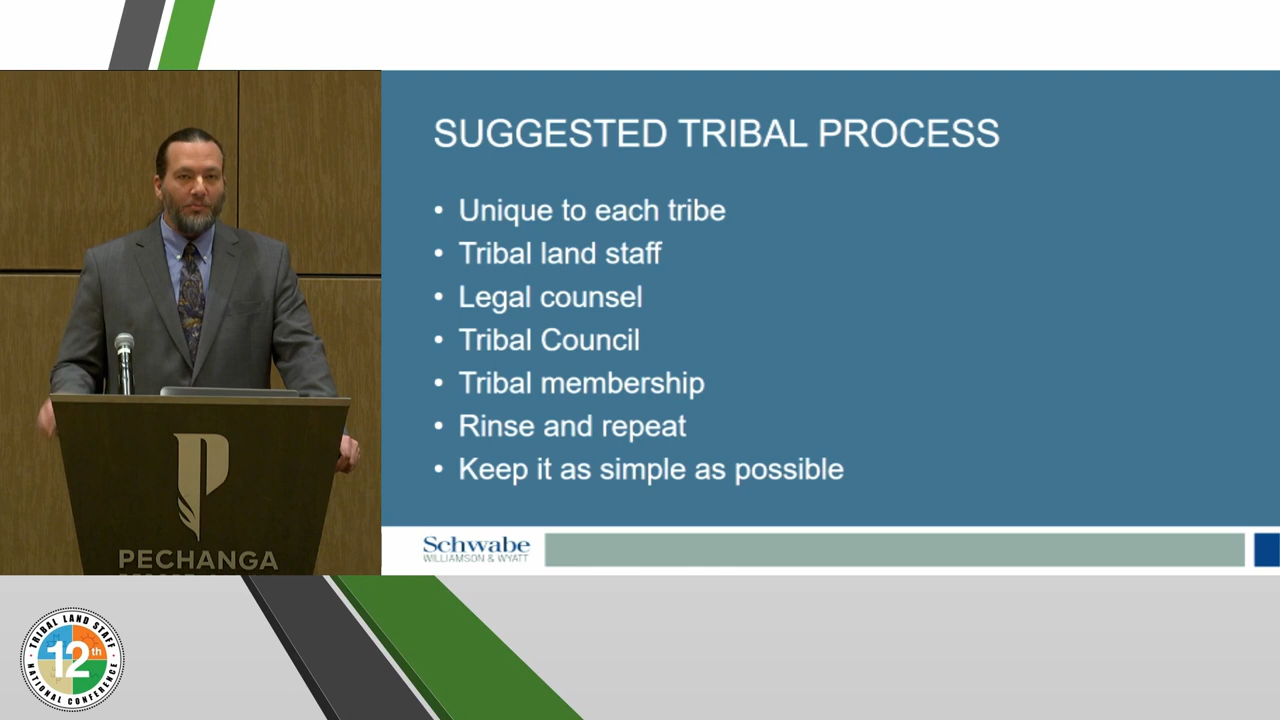 SUGGESTED TRIBAL PROCESS
• Unique to each tribe
• Tribal land staff
• Legal counsel
• Tribal Council
• Tribal membership
• Rinse and repeat
• Keep it as simple as possible
Schwabe
WILLIAMSON & WYATT
PECHANGA
TRIBAL LAND STAFF
12th
NATIONAL CONFERENCE